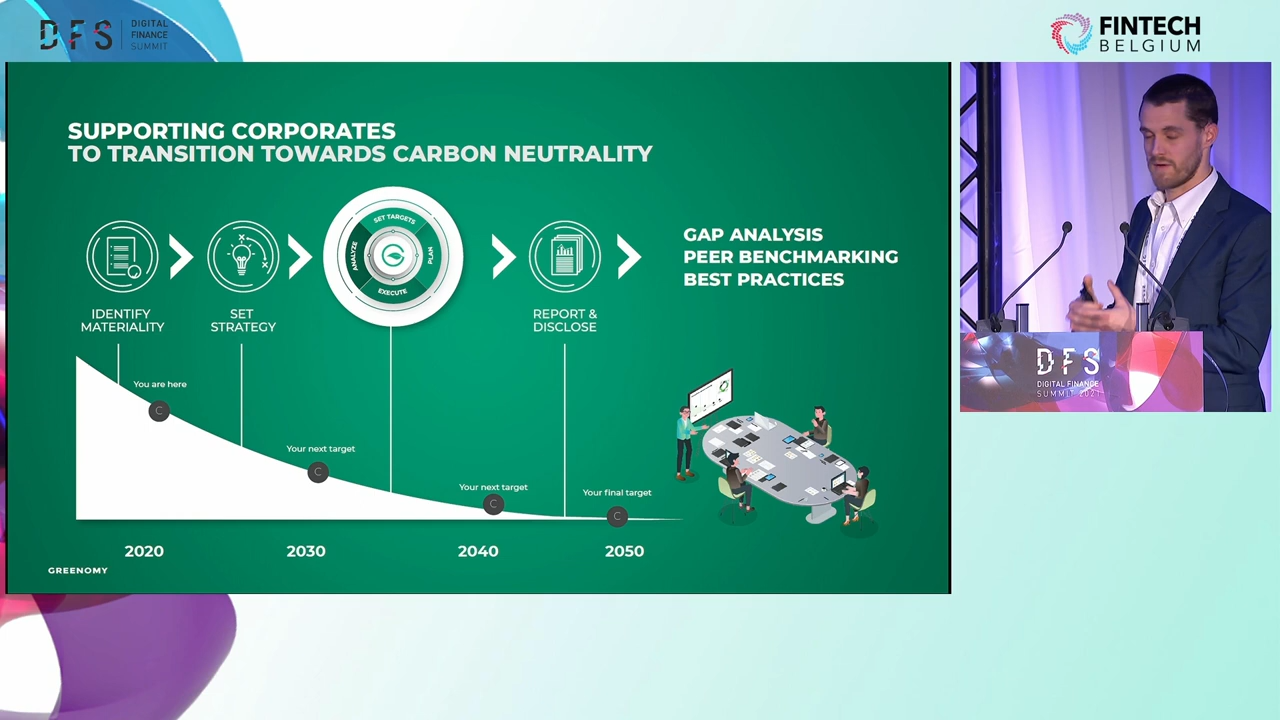 DFS
DIGITAL
FINANCE
SUMMIT
FINTECH
BELGIUM
SUPPORTING CORPORATES
TO TRANSITION TOWARDS CARBON NEUTRALITY
SET TARGETS
ANALYZE
PLAN
EXECUTE
GAP ANALYSIS
PEER BENCHMARKING
BEST PRACTICES
IDENTIFY
MATERIALITY
SET
STRATEGY
REPORT &
DISCLOSE
You are here
C
Your next target
C
Your next target
C
Your final target
C
2020
2030
2040
2050
GREENOMY
DFS
DIGITAL FINANCE
SUMMIT 2021